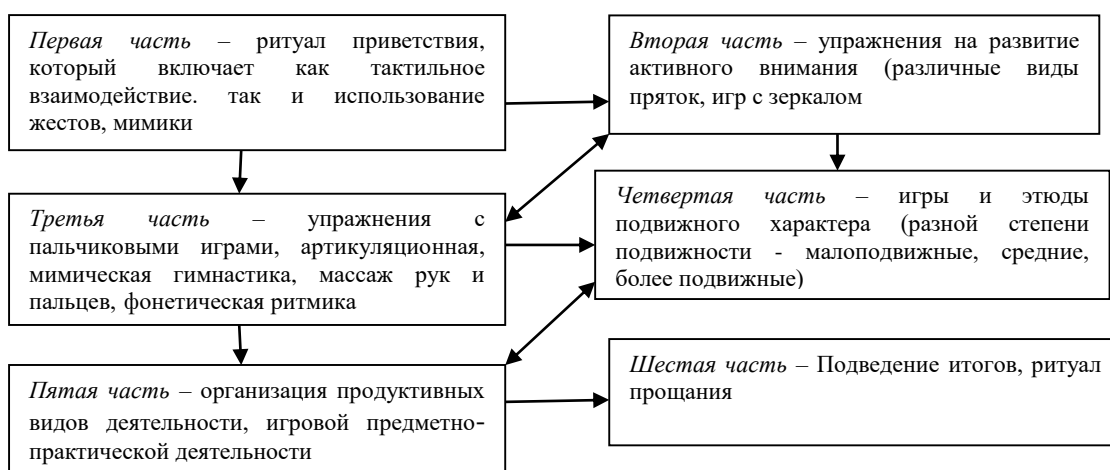 Первая часть – ритуал приветствия,
который включает как тактильное
взаимодействие. так и использование
жестов, мимики
Вторая часть – упражнения на развитие
активного внимания (различные виды
пряток, игр с зеркалом
Третья часть – упражнения с
пальчиковыми играми, артикуляционная,
мимическая гимнастика, массаж рук и
пальцев, фонетическая ритмика
Четвертая часть – игры и этюды
подвижного характера (разной степени
подвижности - малоподвижные, средние,
более подвижные)
Пятая часть – организация продуктивных
видов деятельности, игровой предметно-
практической деятельности
Шестая часть – Подведение итогов, ритуал
прощания